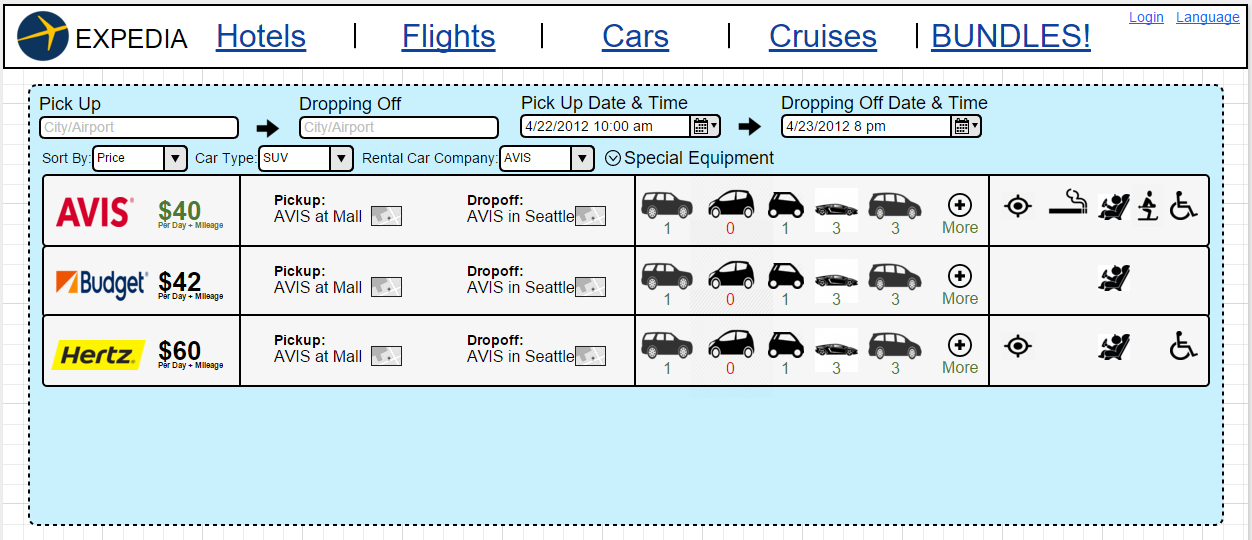 Login Language
EXPEDIA Hotels | Flights | Cars | Cruises | BUNDLES!
Pick Up Dropping Off Pick Up Date & Time Dropping Off Date & Time
City/Airport City/Airport 4/22/2012 10:00 am 4/23/2012 8 pm
Sort By: Price Car Type: SUV Rental Car Company: AVIS Special Equipment
AVIS $40 Pickup: Dropoff:
Per Day + Mileage AVIS at Mall AVIS in Seattle
1 0 1 3 3 More
Budget $42 Pickup: Dropoff:
Per Day + Mileage AVIS at Mall AVIS in Seattle
1 0 1 3 3 More
Hertz $60 Pickup: Dropoff:
Per Day + Mileage AVIS at Mall AVIS in Seattle
1 0 1 3 3 More